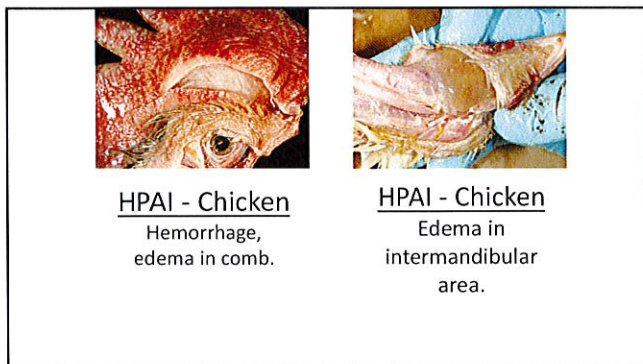 HPAI - Chicken
Hemorrhage,
edema in comb.
HPAI - Chicken
Edema in
intermandibular
area.